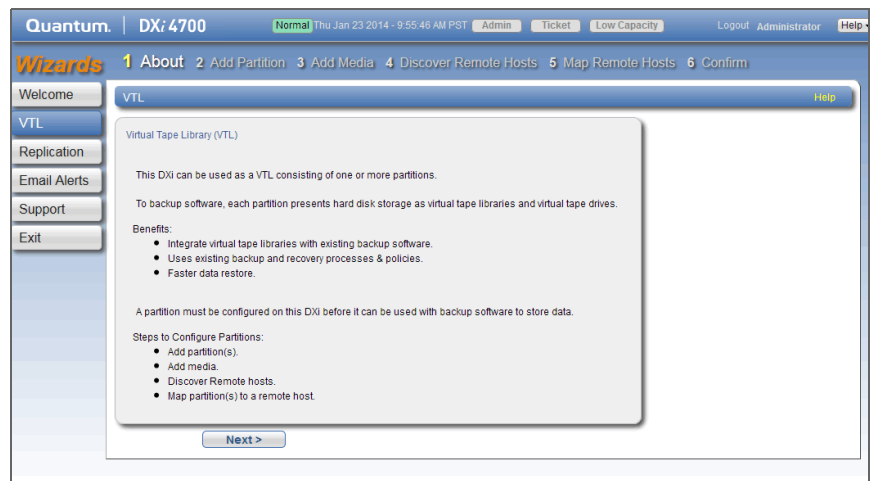 Quantum. DXi 4700 Normal Thu Jan 23 2014 - 9:55:46 AM PST Admin Ticket Low Capacity Logout Administrator Help
Wizards 1 About 2 Add Partition 3 Add Media 4 Discover Remote Hosts 5 Map Remote Hosts 6 Confirm
Welcome
VTL
Replication
Email Alerts
Support
Exit
VTL Help
Virtual Tape Library (VTL)
This DXi can be used as a VTL consisting of one or more partitions.
To backup software, each partition presents hard disk storage as virtual tape libraries and virtual tape drives.
Benefits:
● Integrate virtual tape libraries with existing backup software.
● Uses existing backup and recovery processes & policies.
● Faster data restore.
A partition must be configured on this DXi before it can be used with backup software to store data.
Steps to Configure Partitions:
● Add partition(s).
● Add media.
● Discover Remote hosts.
● Map partition(s) to a remote host.
Next >